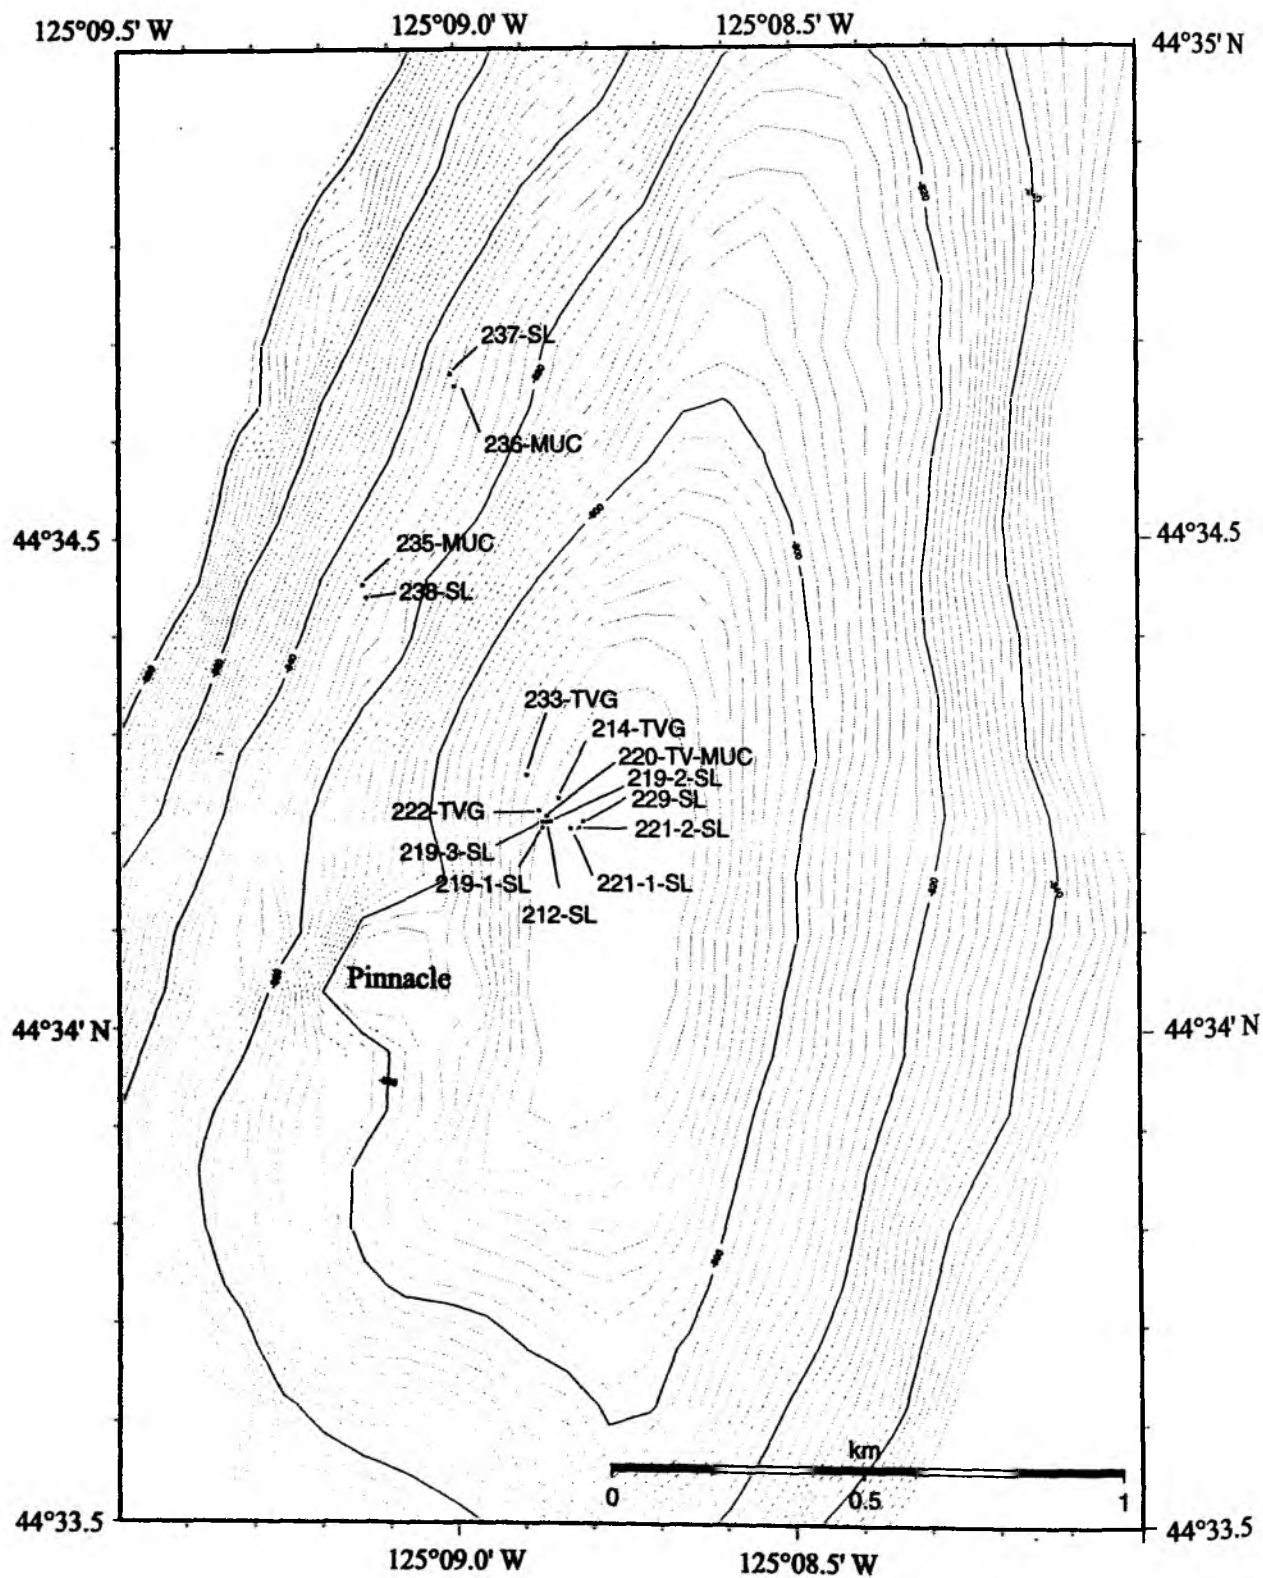 125°09.5' W
125°09.0' W
125°08.5' W
44°35' N
237-SL
236-MUC
44°34.5
44°34.5
235-MUC
238-SL
233-TVG
214-TVG
220-TV-MUC
219-2-SL
222-TVG
229-SL
221-2-SL
219-3-SL
219-1-SL
221-1-SL
212-SL
Pinnacle
44°34' N
44°34' N
km
0
0.5
1
44°33.5
44°33.5
125°09.0' W
125°08.5' W